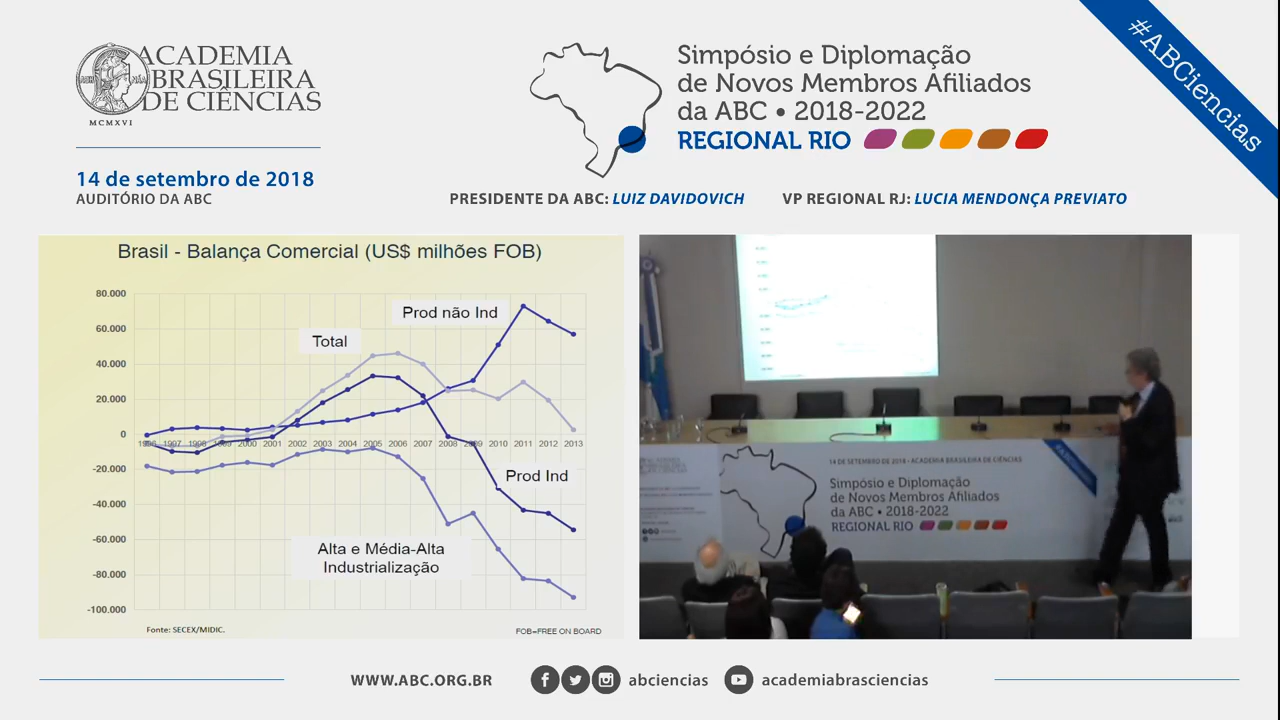 ACADEMIA
BRASILEIRA
DE CIÊNCIAS
MCMXVI
14 de setembro de 2018
AUDITÓRIO DA ABC
Simpósio e Diplomação
de Novos Membros Afiliados
da ABC • 2018-2022
REGIONAL RIO
#ABCiencias
PRESIDENTE DA ABC: LUIZ DAVIDOVICH
VP REGIONAL RJ: LUCIA MENDONÇA PREVIATO
Brasil - Balança Comercial (US$ milhões FOB)
80.000
60.000
40.000
20.000
0
-20.000
-40.000
-60.000
-80.000
-100.000
Prod não Ind
Total
1996 1997 1998 1999 2000 2001 2002 2003 2004 2005 2006 2007 2008 2009 2010 2011 2012 2013
Prod Ind
Alta e Média-Alta
Industrialização
Fonte: SECEX/MIDIC.
FOB=FREE ON BOARD
14 DE SETEMBRO DE 2018 - ACADEMIA BRASILEIRA DE CIÊNCIAS
Simpósio e Diplomação
de Novos Membros Afiliados
da ABC • 2018-2022
REGIONAL RIO
WWW.ABC.ORG.BR
abciencias
academiabrasciencias